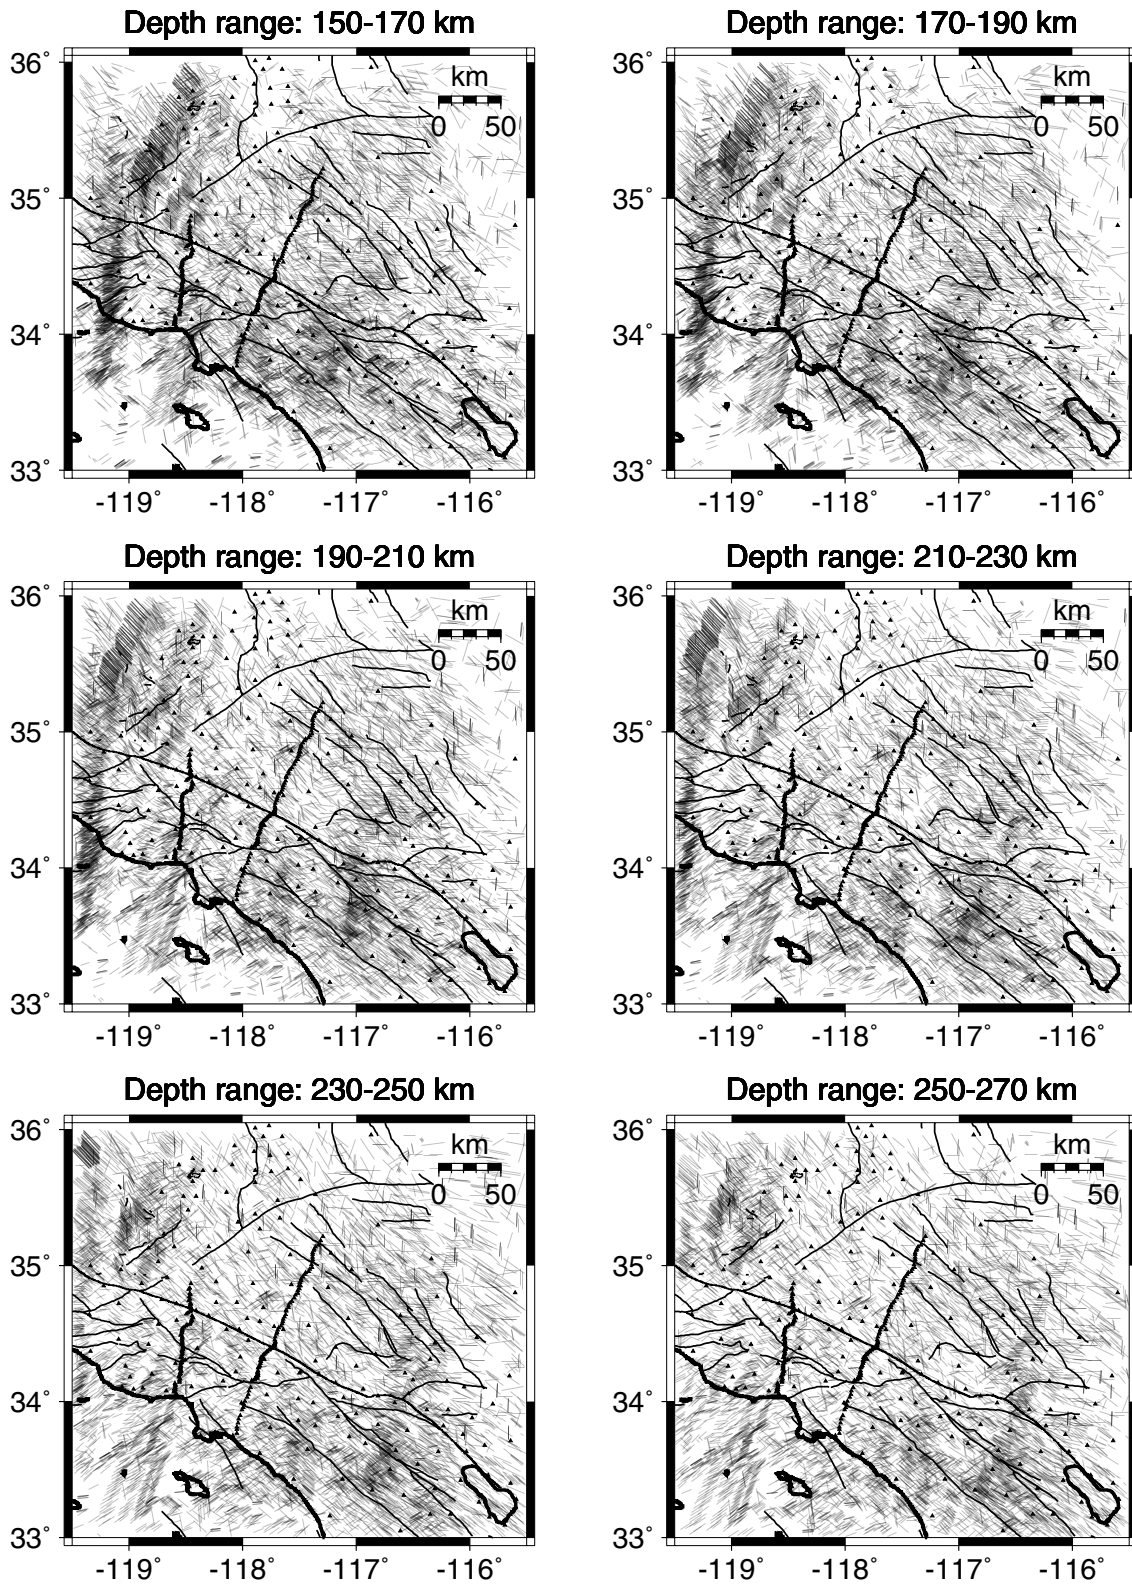 Depth range: 150-170 km
Depth range: 170-190 km
36˚
km
0 50
35˚
34˚
33˚
-119˚ -118˚ -117˚ -116˚
36˚
km
0 50
35˚
34˚
33˚
-119˚ -118˚ -117˚ -116˚
Depth range: 190-210 km
Depth range: 210-230 km
36˚
km
0 50
35˚
34˚
33˚
-119˚ -118˚ -117˚ -116˚
36˚
km
0 50
35˚
34˚
33˚
-119˚ -118˚ -117˚ -116˚
Depth range: 230-250 km
Depth range: 250-270 km
36˚
km
0 50
35˚
34˚
33˚
-119˚ -118˚ -117˚ -116˚
36˚
km
0 50
35˚
34˚
33˚
-119˚ -118˚ -117˚ -116˚